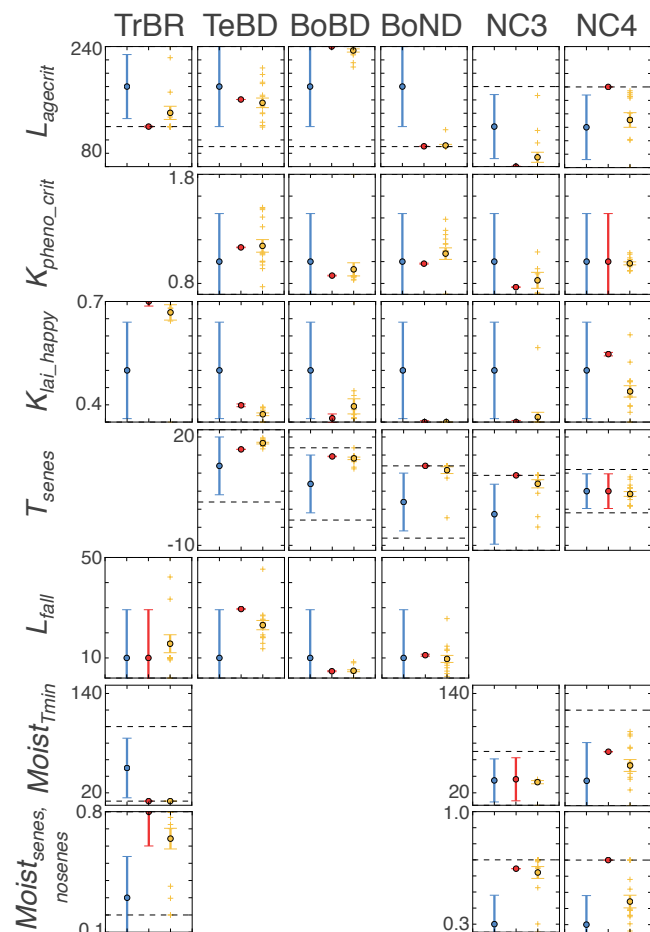 TrBR TeBD BoBD BoND NC3 NC4
L_agecrit
240
80
K_pheno_crit
1.8
0.8
K_lai_happy
0.7
0.4
T_senes
20
-10
L_fall
50
10
Moist_Tmin
140
20
140
20
Moist_senes,
nosenes
0.8
0.1
1.0
0.3